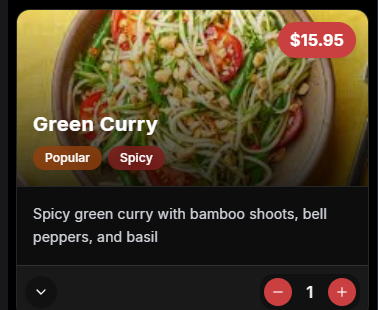 $15.95
Green Curry
Popular Spicy
Spicy green curry with bamboo shoots, bell
peppers, and basil
− 1 +